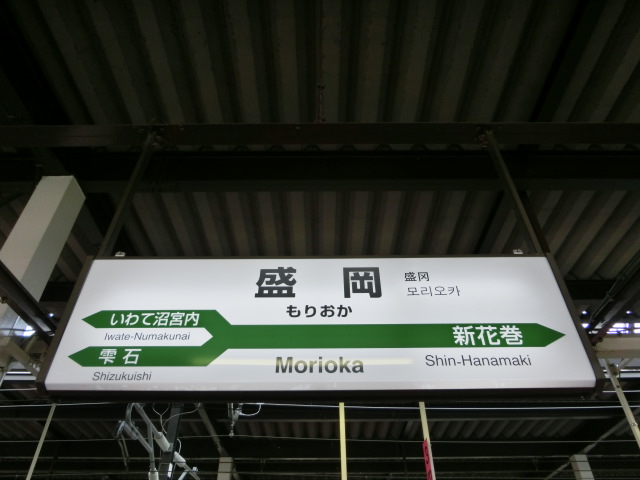 盛岡
盛冈
모리오카
もりおか
いわて沼宮内
Iwate-Numakunai
雫石
Shizukuishi
Morioka
新花巻
Shin-Hanamaki